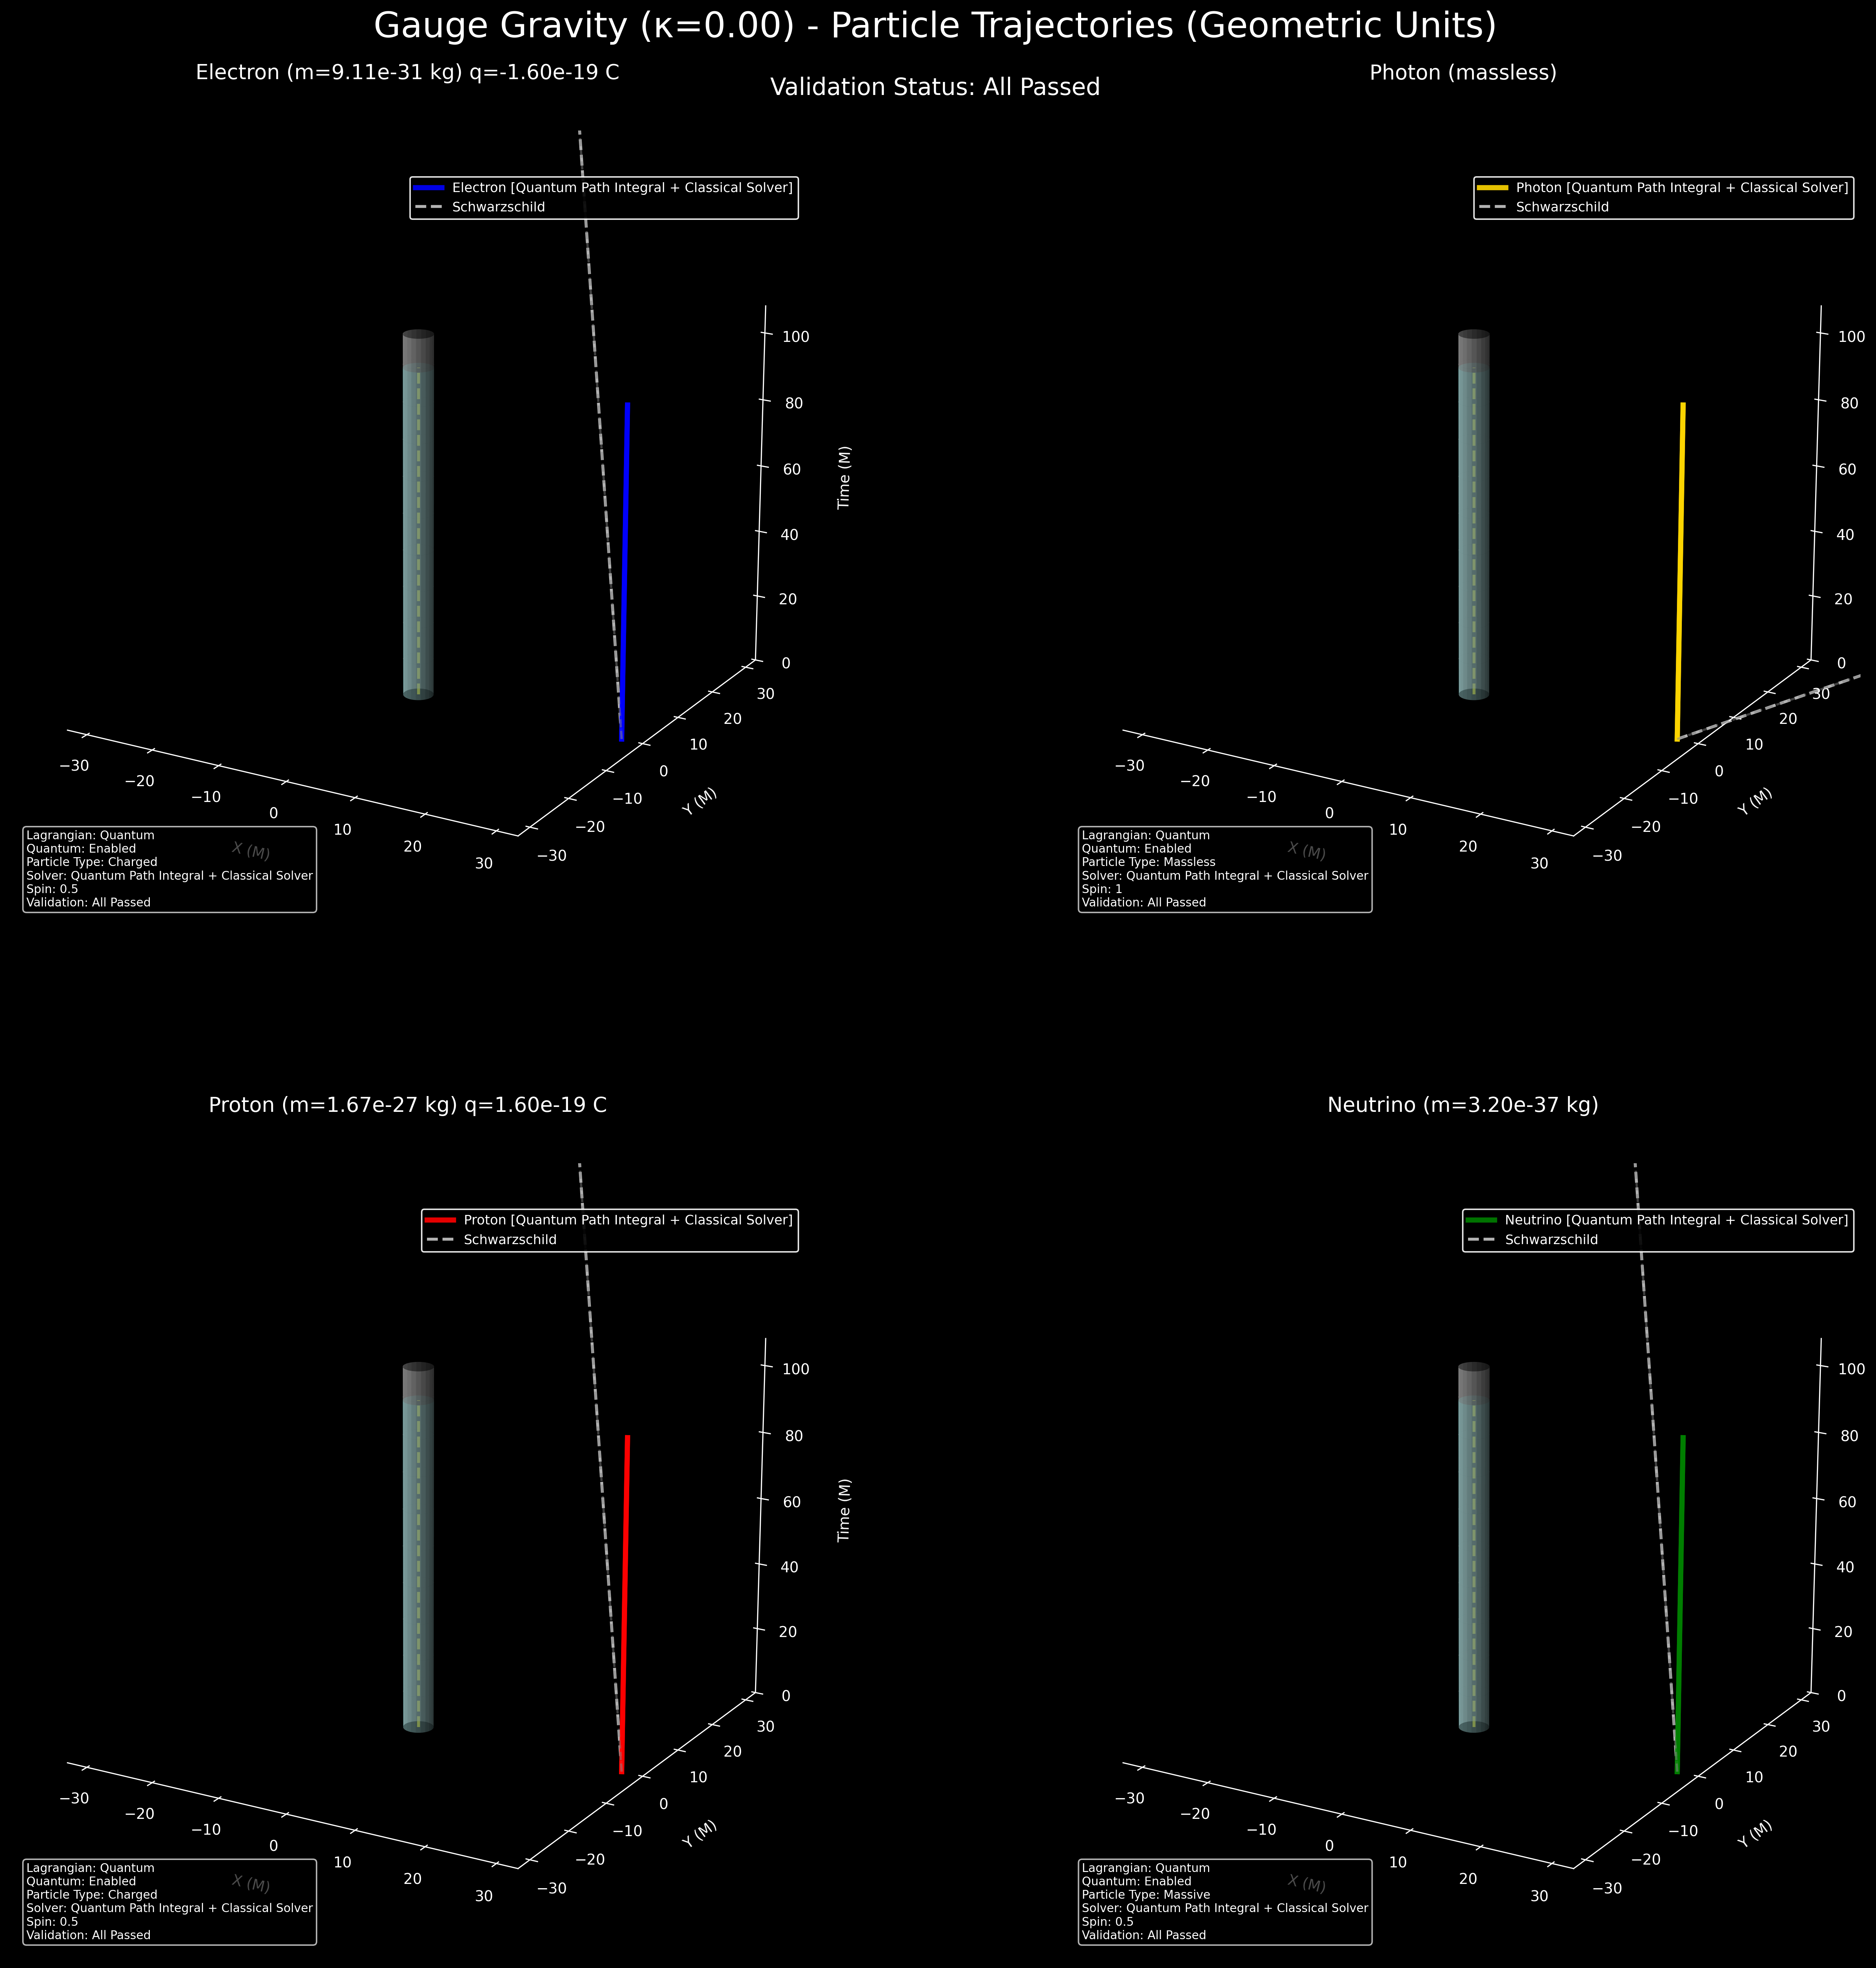 Gauge Gravity (κ=0.00) - Particle Trajectories (Geometric Units)
Validation Status: All Passed
Electron (m=9.11e-31 kg) q=-1.60e-19 C
Electron [Quantum Path Integral + Classical Solver]
Schwarzschild
100
80
60
40
20
0
Time (M)
30
20
10
0
−10
−20
−30
Y (M)
−30
−20
−10
0
10
20
30
X (M)
Lagrangian: Quantum
Quantum: Enabled
Particle Type: Charged
Solver: Quantum Path Integral + Classical Solver
Spin: 0.5
Validation: All Passed
Photon (massless)
Photon [Quantum Path Integral + Classical Solver]
Schwarzschild
100
80
60
40
20
0
30
20
10
0
−10
−20
−30
Y (M)
−30
−20
−10
0
10
20
30
X (M)
Lagrangian: Quantum
Quantum: Enabled
Particle Type: Massless
Solver: Quantum Path Integral + Classical Solver
Spin: 1
Validation: All Passed
Proton (m=1.67e-27 kg) q=1.60e-19 C
Proton [Quantum Path Integral + Classical Solver]
Schwarzschild
100
80
60
40
20
0
Time (M)
30
20
10
0
−10
−20
−30
Y (M)
−30
−20
−10
0
10
20
30
X (M)
Lagrangian: Quantum
Quantum: Enabled
Particle Type: Charged
Solver: Quantum Path Integral + Classical Solver
Spin: 0.5
Validation: All Passed
Neutrino (m=3.20e-37 kg)
Neutrino [Quantum Path Integral + Classical Solver]
Schwarzschild
100
80
60
40
20
0
30
20
10
0
−10
−20
−30
Y (M)
−30
−20
−10
0
10
20
30
X (M)
Lagrangian: Quantum
Quantum: Enabled
Particle Type: Massive
Solver: Quantum Path Integral + Classical Solver
Spin: 0.5
Validation: All Passed